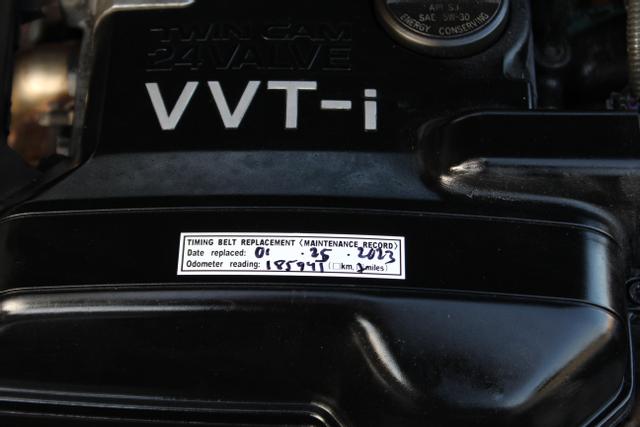 API SJ
SAE 5W-30
ENERGY CONSERVING
TWIN CAM
24 VALVE
VVT-i
TIMING BELT REPLACEMENT (MAINTENANCE RECORD)
Date replaced: 01 . 25 . 2023
Odometer reading: 185941 (□km, miles)